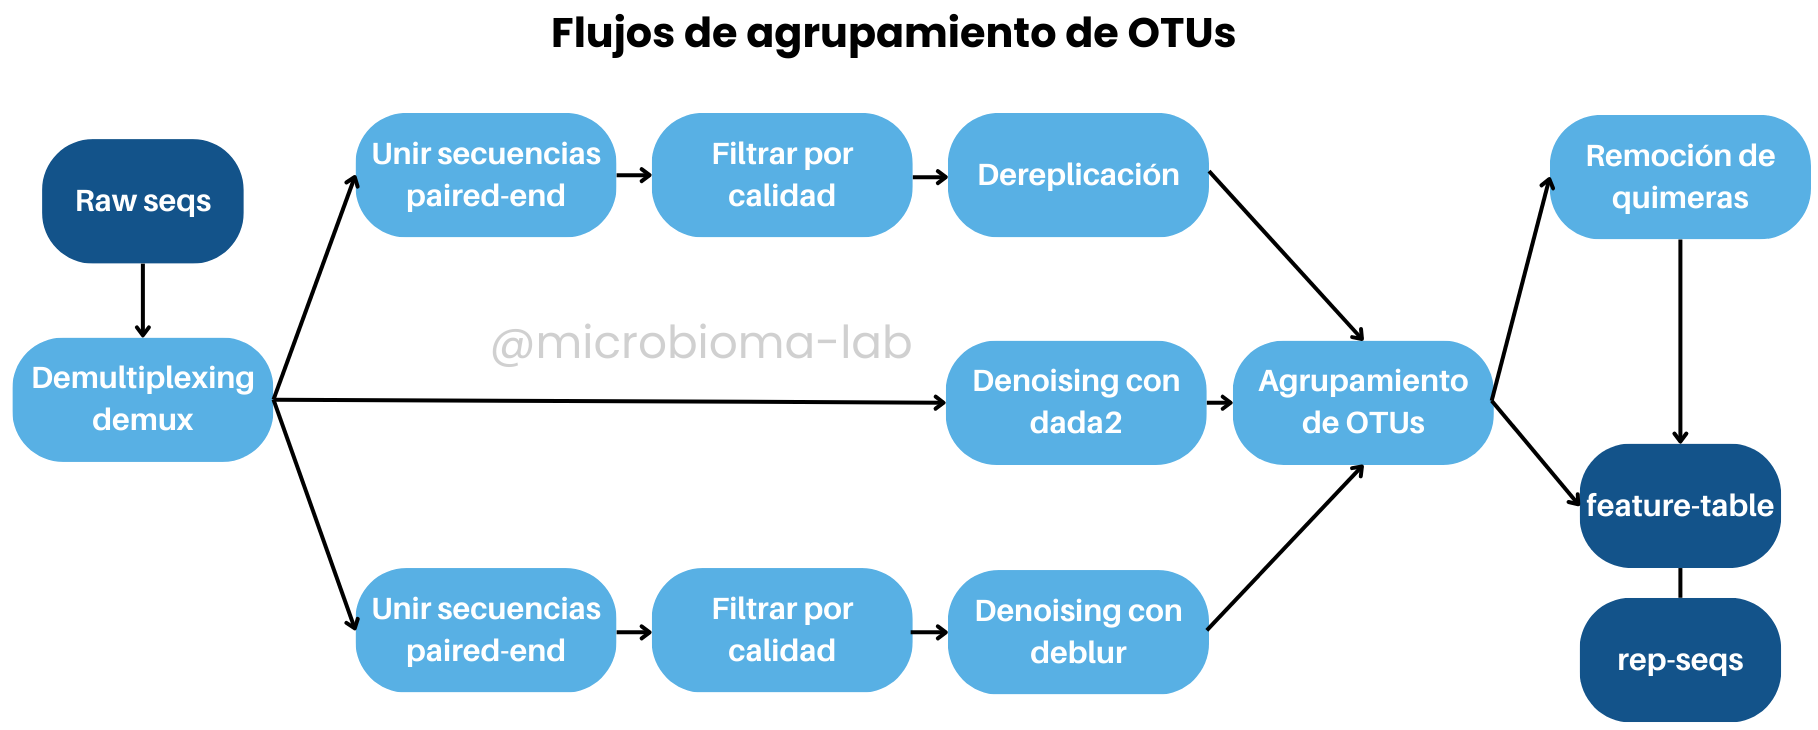 Flujos de agrupamiento de OTUs
Raw seqs
Demultiplexing
demux
Unir secuencias
paired-end
Filtrar por
calidad
Dereplicación
@microbioma-lab
Denoising con
dada2
Unir secuencias
paired-end
Filtrar por
calidad
Denoising con
deblur
Agrupamiento
de OTUs
Remoción de
quimeras
feature-table
rep-seqs